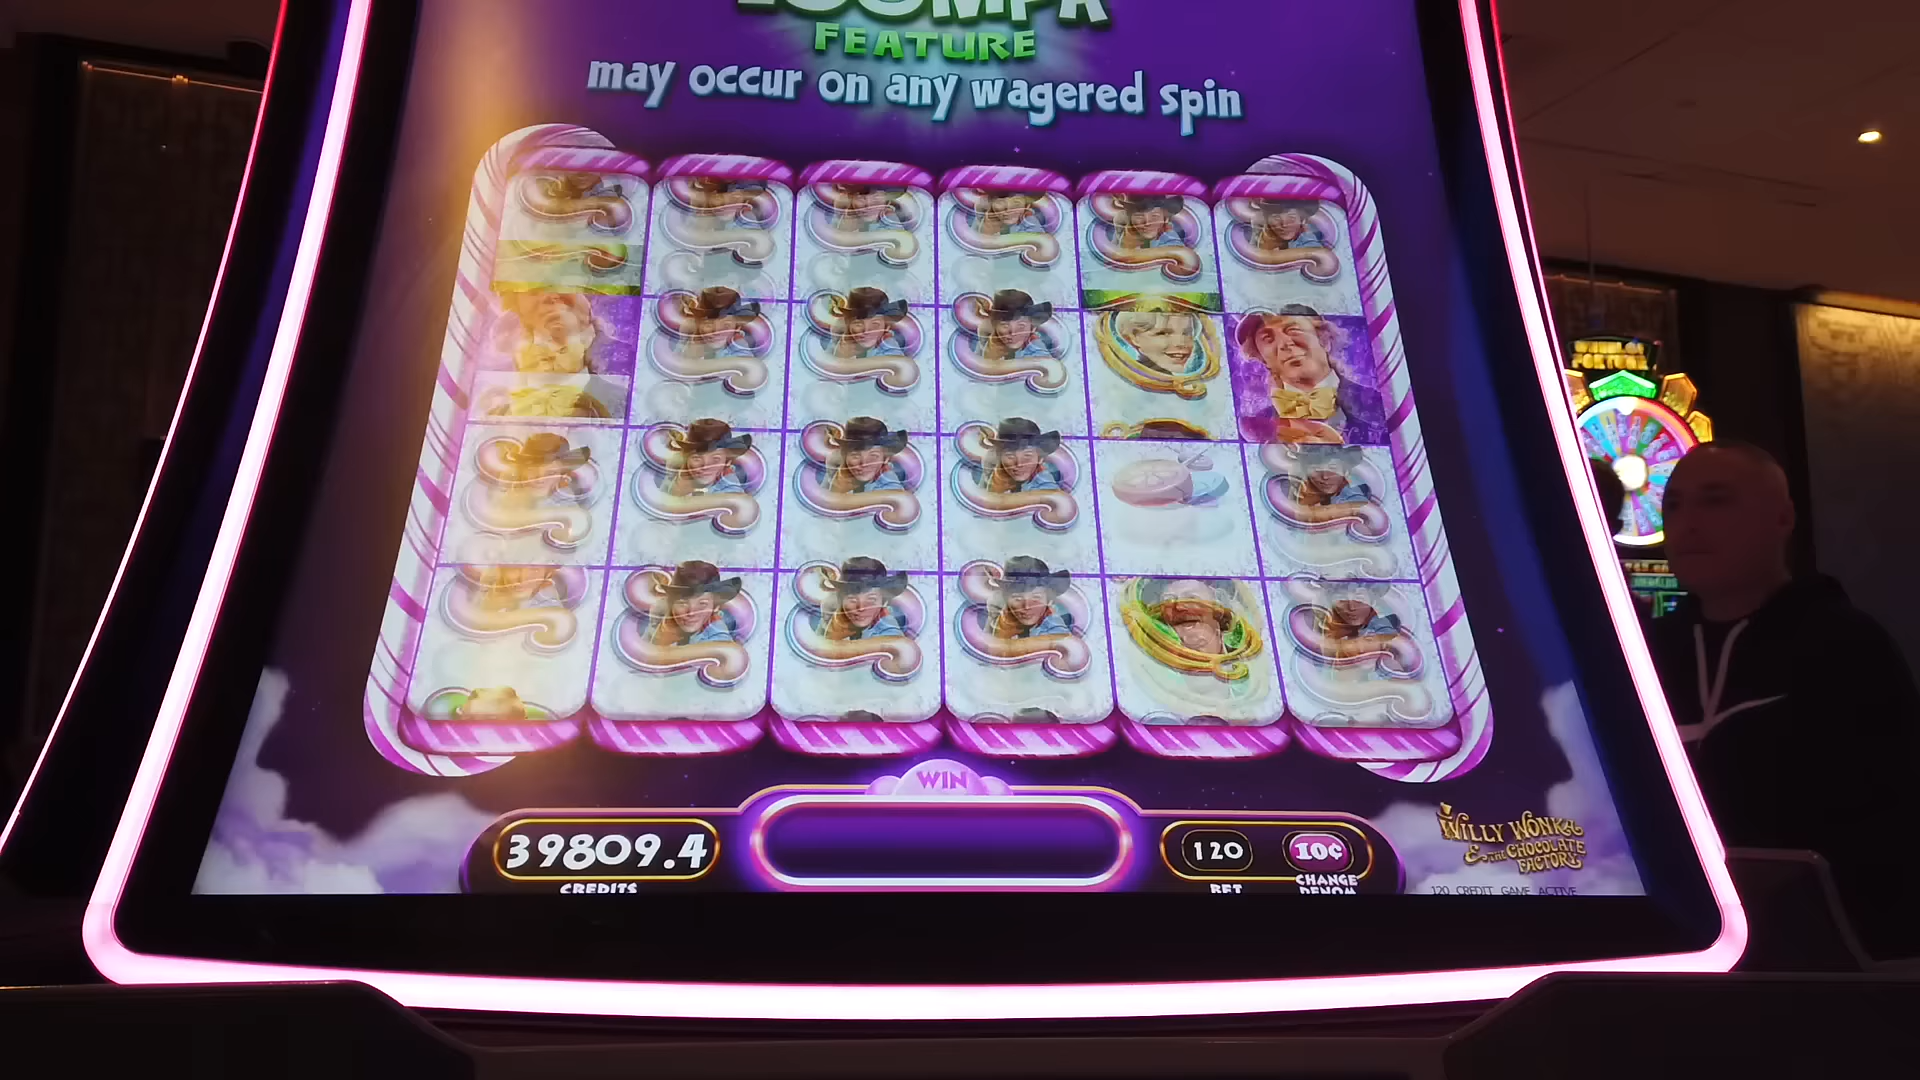 FEATURE
may occur on any wagered spin
WIN
39809.4
CREDITS
120
BET
10¢
CHANGE
DENOM
WILLY WONKA
& THE CHOCOLATE
FACTORY
120 CREDIT GAME ACTIVE